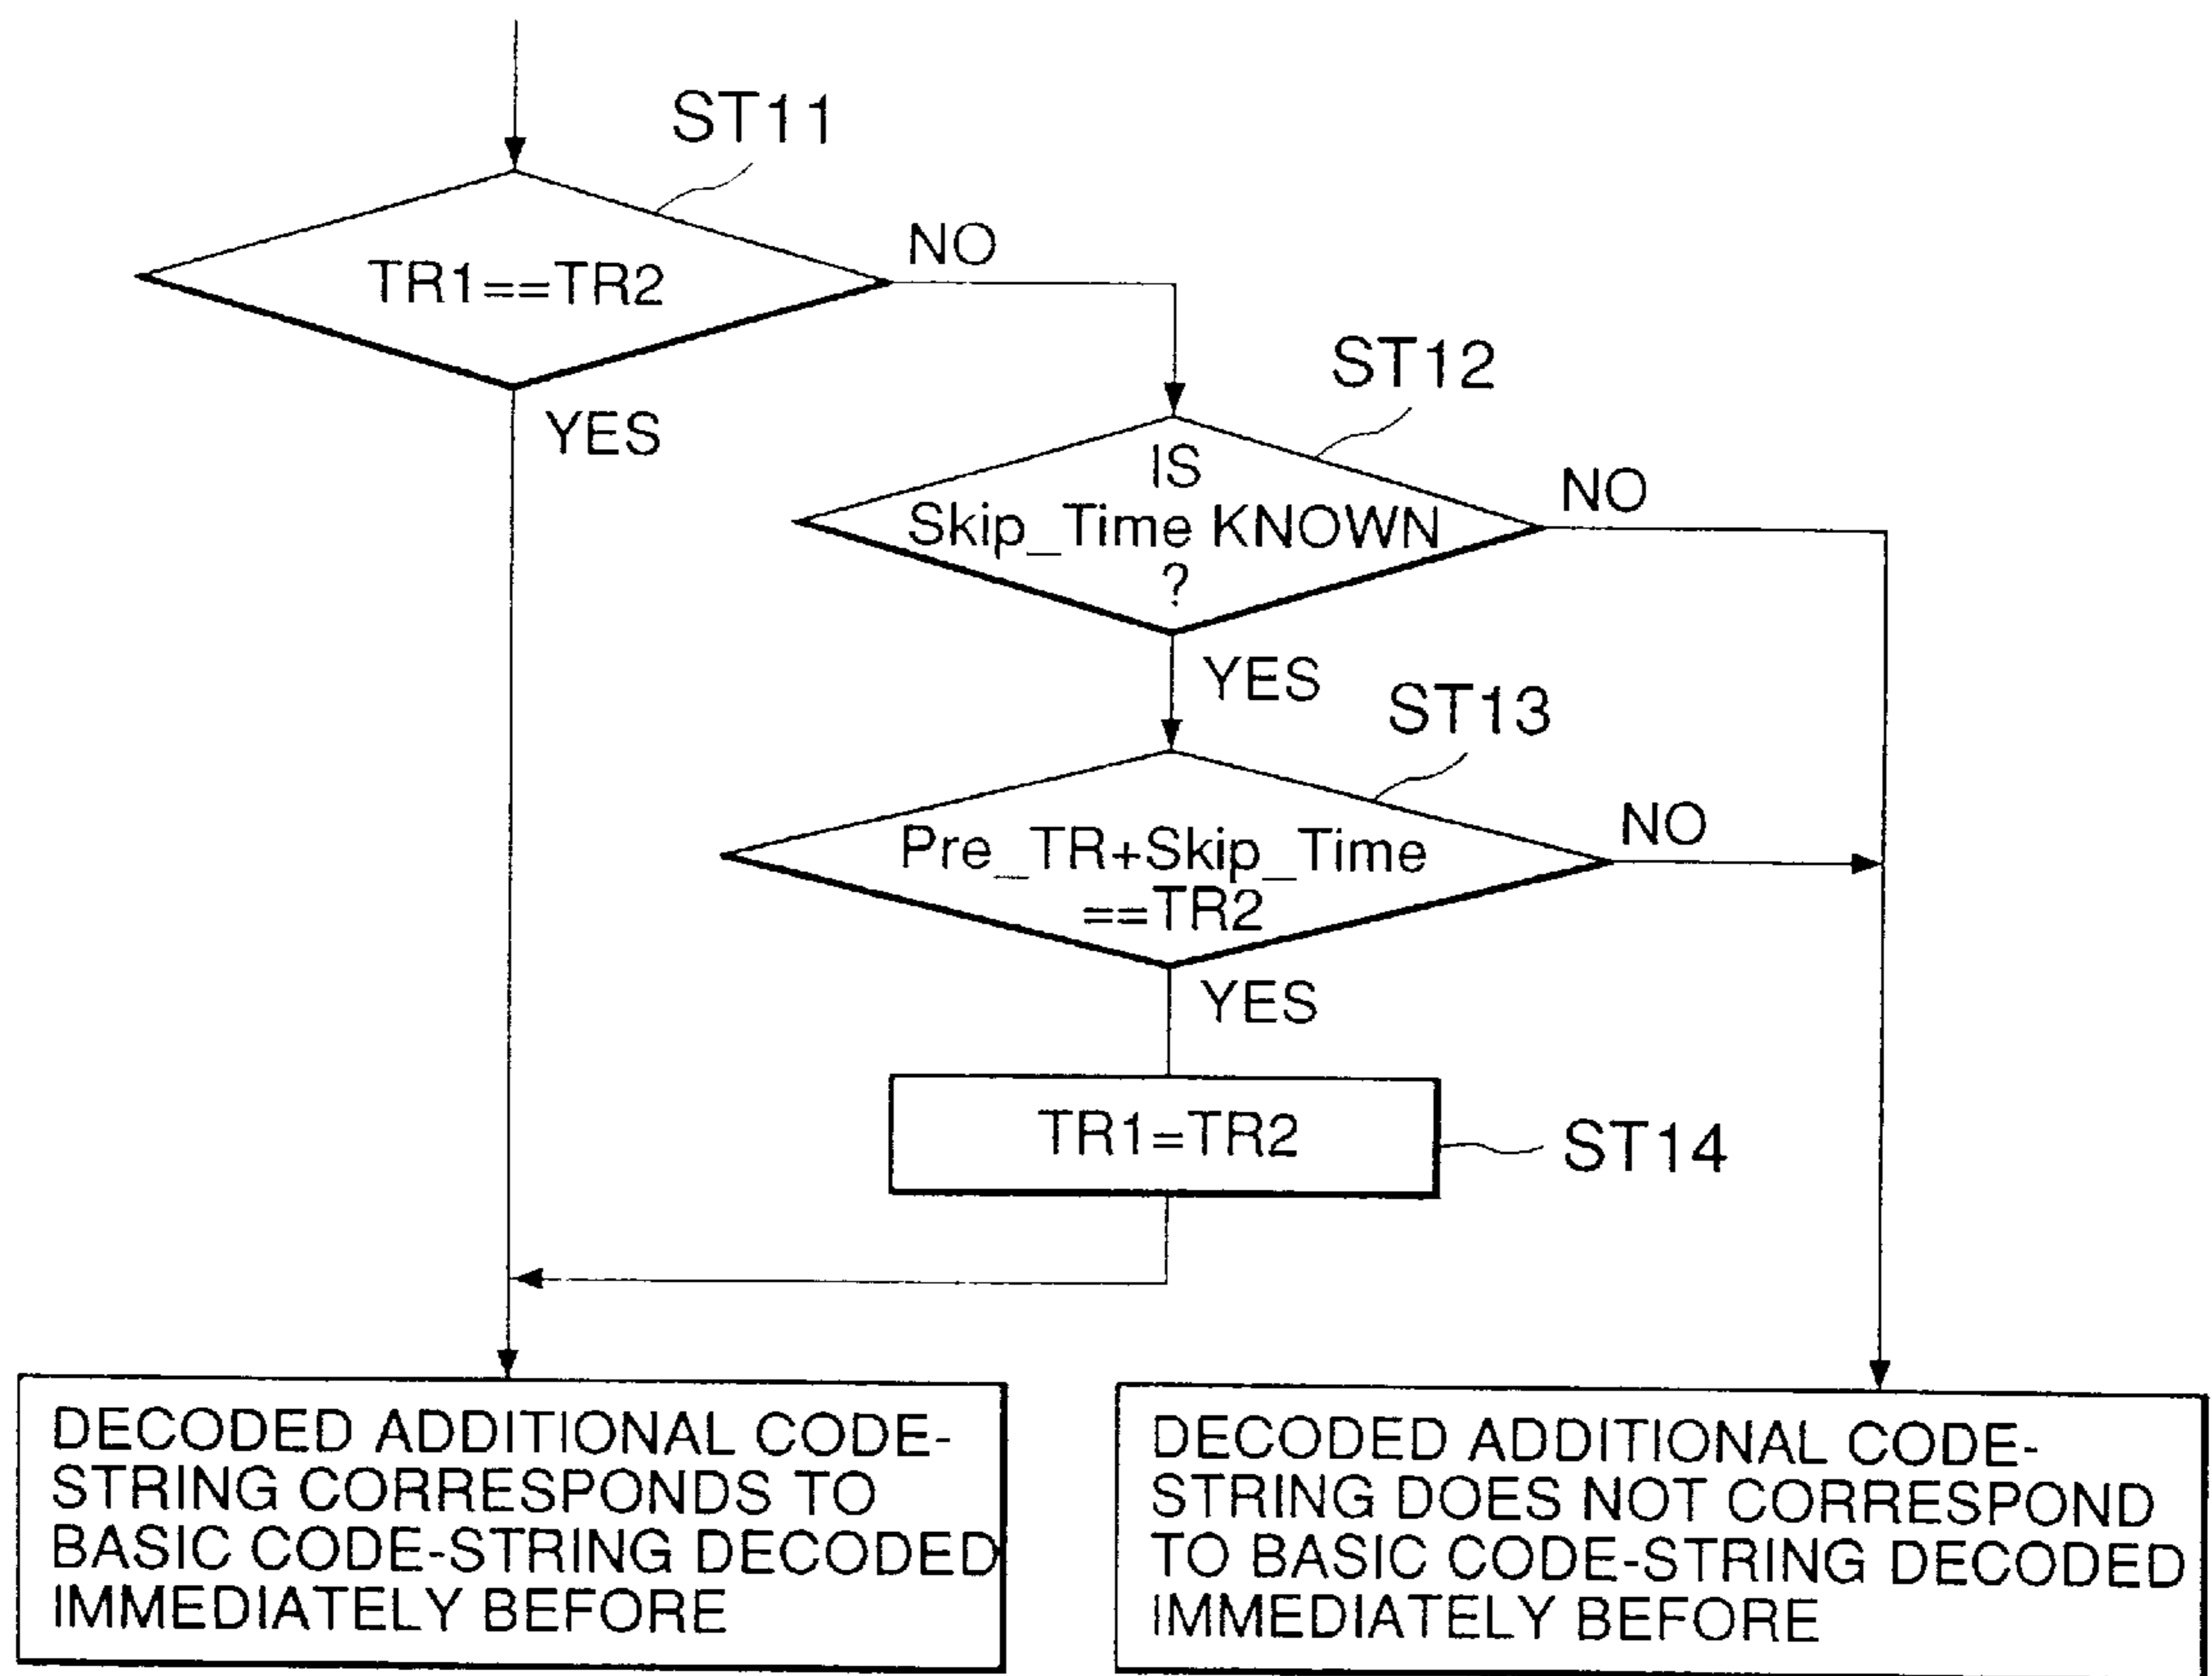 ST11
TR1==TR2
NO
YES
ST12
IS
Skip_Time KNOWN
?
NO
YES
ST13
Pre_TR+Skip_Time
==TR2
NO
YES
TR1=TR2
ST14
DECODED ADDITIONAL CODE-
STRING CORRESPONDS TO
BASIC CODE-STRING DECODED
IMMEDIATELY BEFORE
DECODED ADDITIONAL CODE-
STRING DOES NOT CORRESPOND
TO BASIC CODE-STRING DECODED
IMMEDIATELY BEFORE